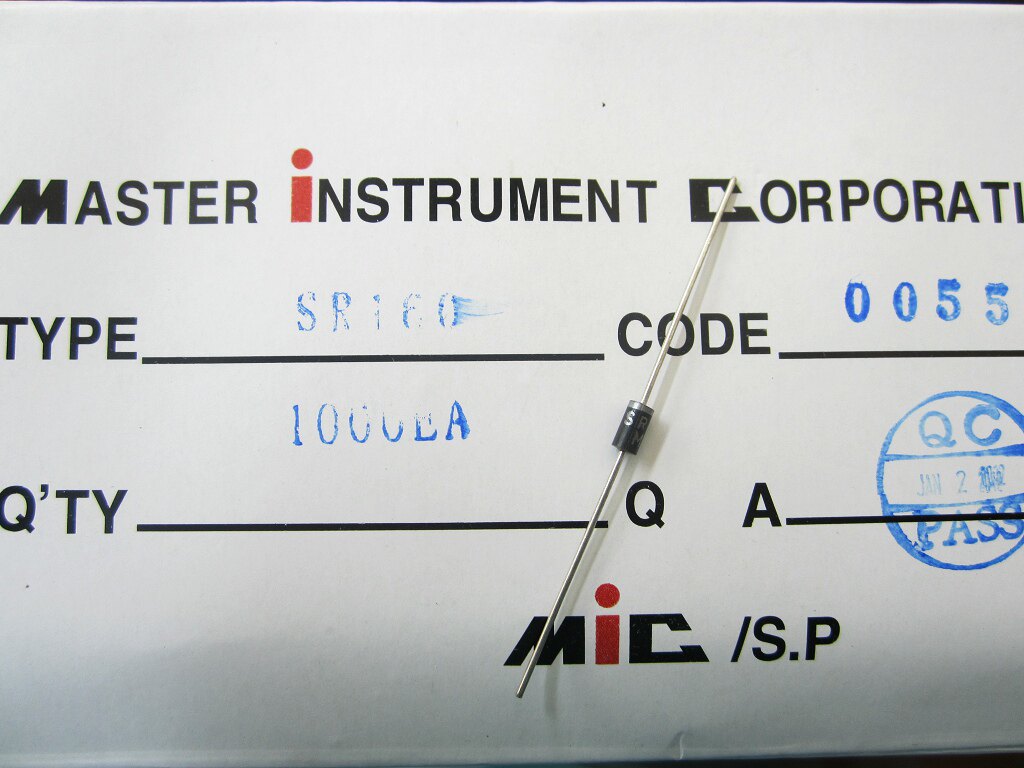 MASTER iNSTRUMENT CORPORATI
TYPE SR160 CODE 0055
1000EA
Q'TY Q A
QC
JAN 2
PASS
MiC /S.P